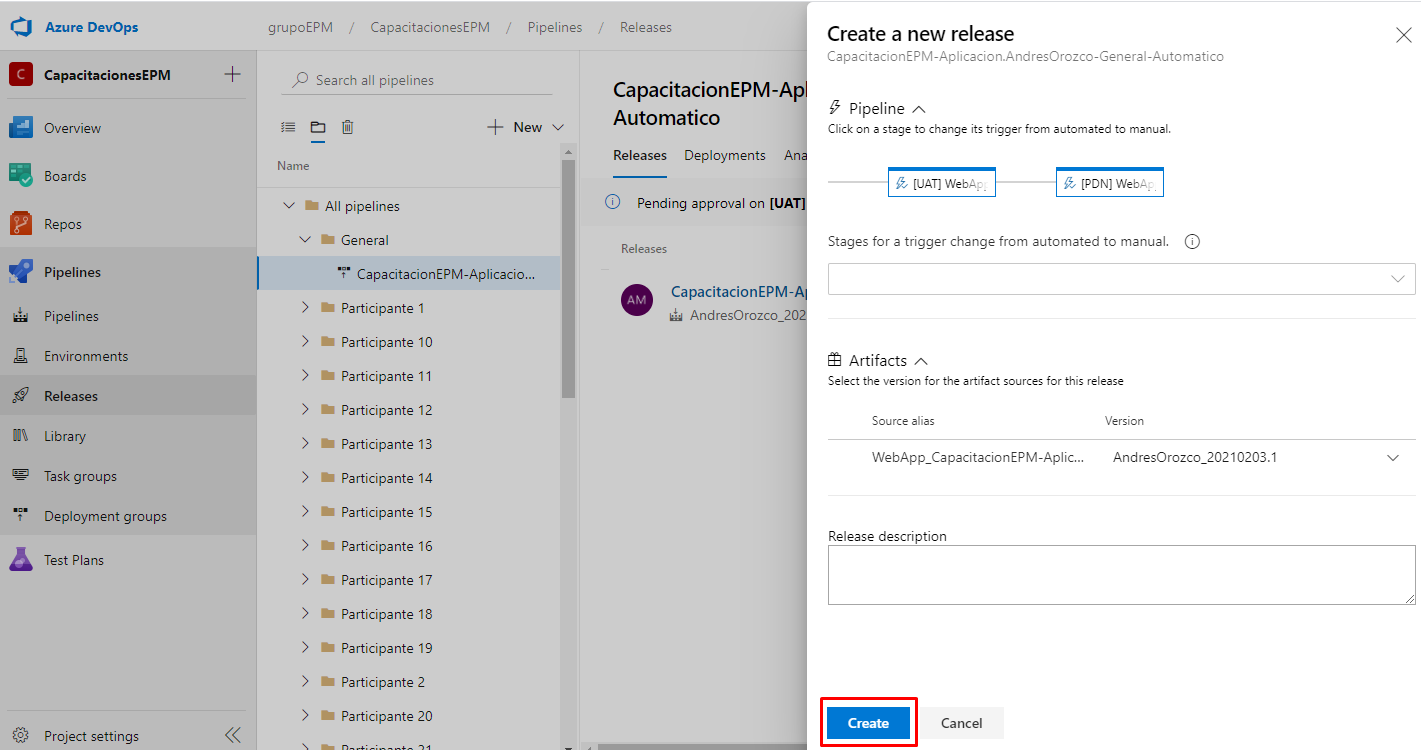 Azure DevOps
grupoEPM / CapacitacionesEPM / Pipelines / Releases
C CapacitacionesEPM
Overview
Boards
Repos
Pipelines
Pipelines
Environments
Releases
Library
Task groups
Deployment groups
Test Plans
Project settings
Search all pipelines
New
Name
All pipelines
General
CapacitacionEPM-Aplicacio...
Participante 1
Participante 10
Participante 11
Participante 12
Participante 13
Participante 14
Participante 15
Participante 16
Participante 17
Participante 18
Participante 19
Participante 2
Participante 20
Participante 21
CapacitacionEPM-Apl
Automatico
Releases Deployments Ana
Pending approval on [UAT]
Releases
AM
CapacitacionEPM-Ap
AndresOrozco_202
Create a new release
CapacitacionEPM-Aplicacion.AndresOrozco-General-Automatico
Pipeline
Click on a stage to change its trigger from automated to manual.
[UAT] WebApp [PDN] WebApp
Stages for a trigger change from automated to manual.
Artifacts
Select the version for the artifact sources for this release
Source alias Version
WebApp_CapacitacionEPM-Aplic... AndresOrozco_20210203.1
Release description
Create Cancel